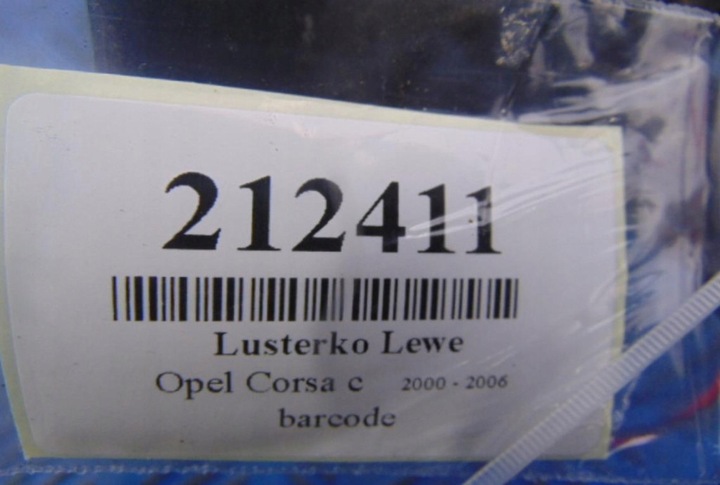 212411
Lusterko Lewe
Opel Corsa c 2000 - 2006
barcode